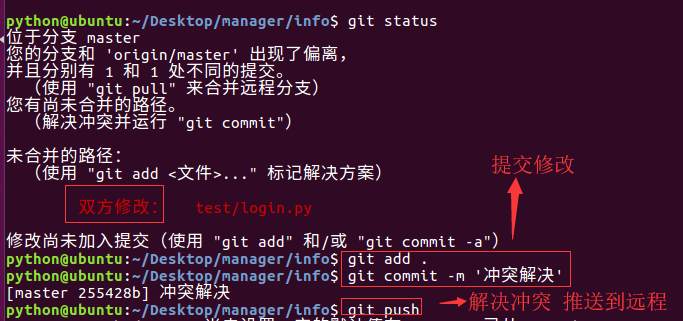 python@ubuntu:~/Desktop/manager/info$ git status
位于分支 master
您的分支和 'origin/master' 出现了偏离，
并且分别有 1 和 1 处不同的提交。
（使用 "git pull" 来合并远程分支）
您有尚未合并的路径。
（解决冲突并运行 "git commit"）
未合并的路径：
（使用 "git add <文件>..." 标记解决方案）
提交修改
双方修改： test/login.py
修改尚未加入提交（使用 "git add" 和/或 "git commit -a"）
python@ubuntu:~/Desktop/manager/info$ git add .
python@ubuntu:~/Desktop/manager/info$ git commit -m '冲突解决'
[master 255428b] 冲突解决
python@ubuntu:~/Desktop/manager/info$ git push
解决冲突 推送到远程